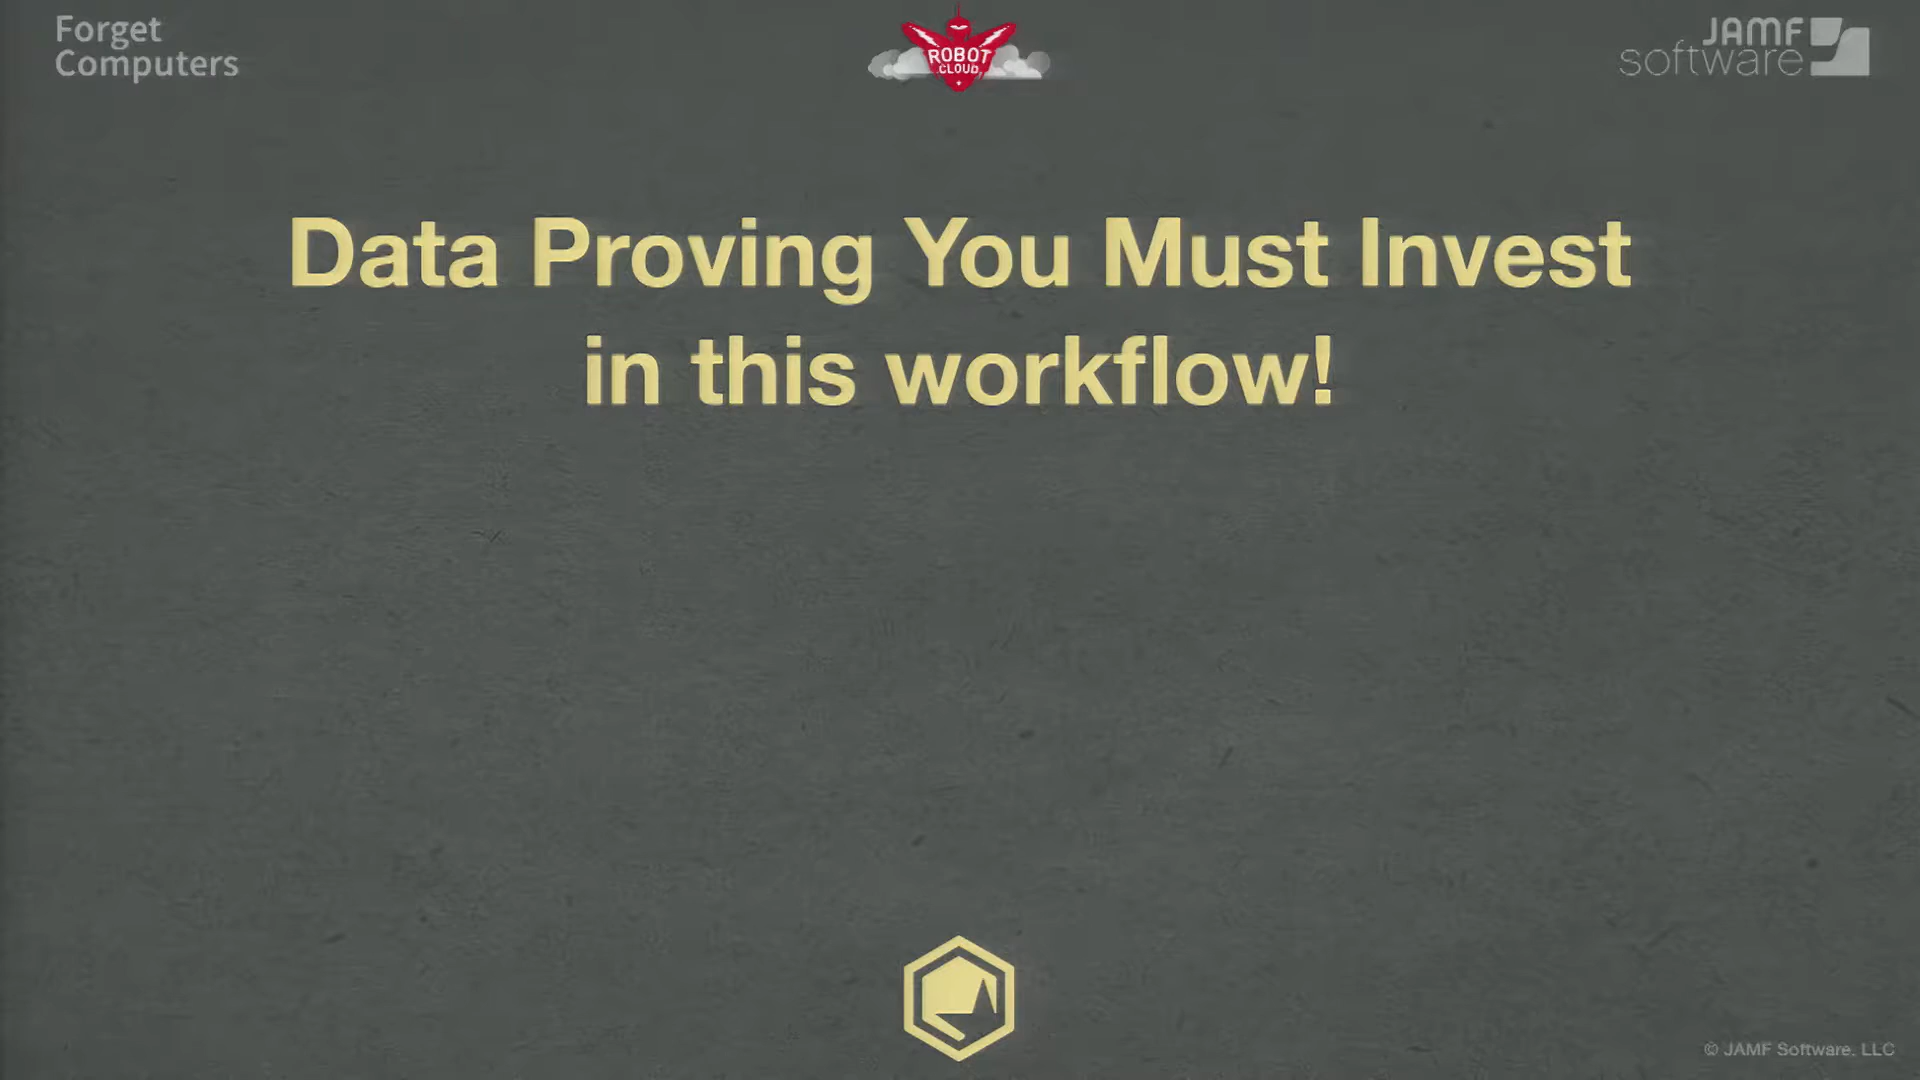 Forget
Computers
ROBOT
CLOUD
JAMF
software
Data Proving You Must Invest
in this workflow!
© JAMF Software, LLC